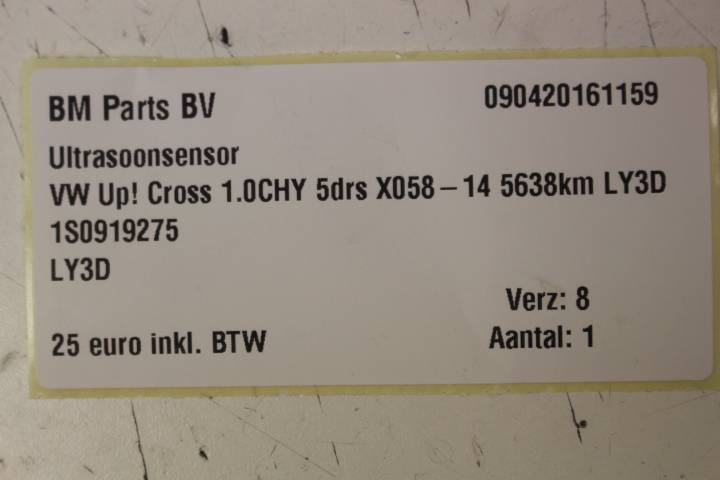 BM Parts BV 090420161159
Ultrasoonsensor
VW Up! Cross 1.0CHY 5drs X058 – 14 5638km LY3D
1S0919275
LY3D
Verz: 8
25 euro inkl. BTW Aantal: 1